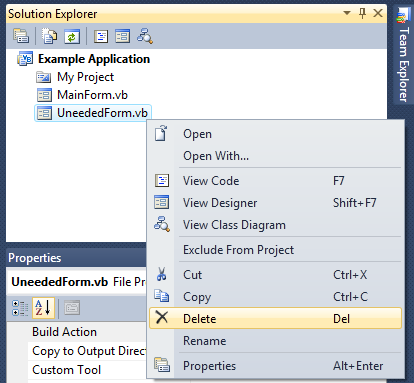 Solution Explorer
Team Explorer
Example Application
My Project
MainForm.vb
UneededForm.vb
Open
Open With...
View Code F7
View Designer Shift+F7
View Class Diagram
Exclude From Project
Cut Ctrl+X
Copy Ctrl+C
Delete Del
Rename
Properties Alt+Enter
Properties
UneededForm.vb File Pr
Build Action
Copy to Output Direc
Custom Tool